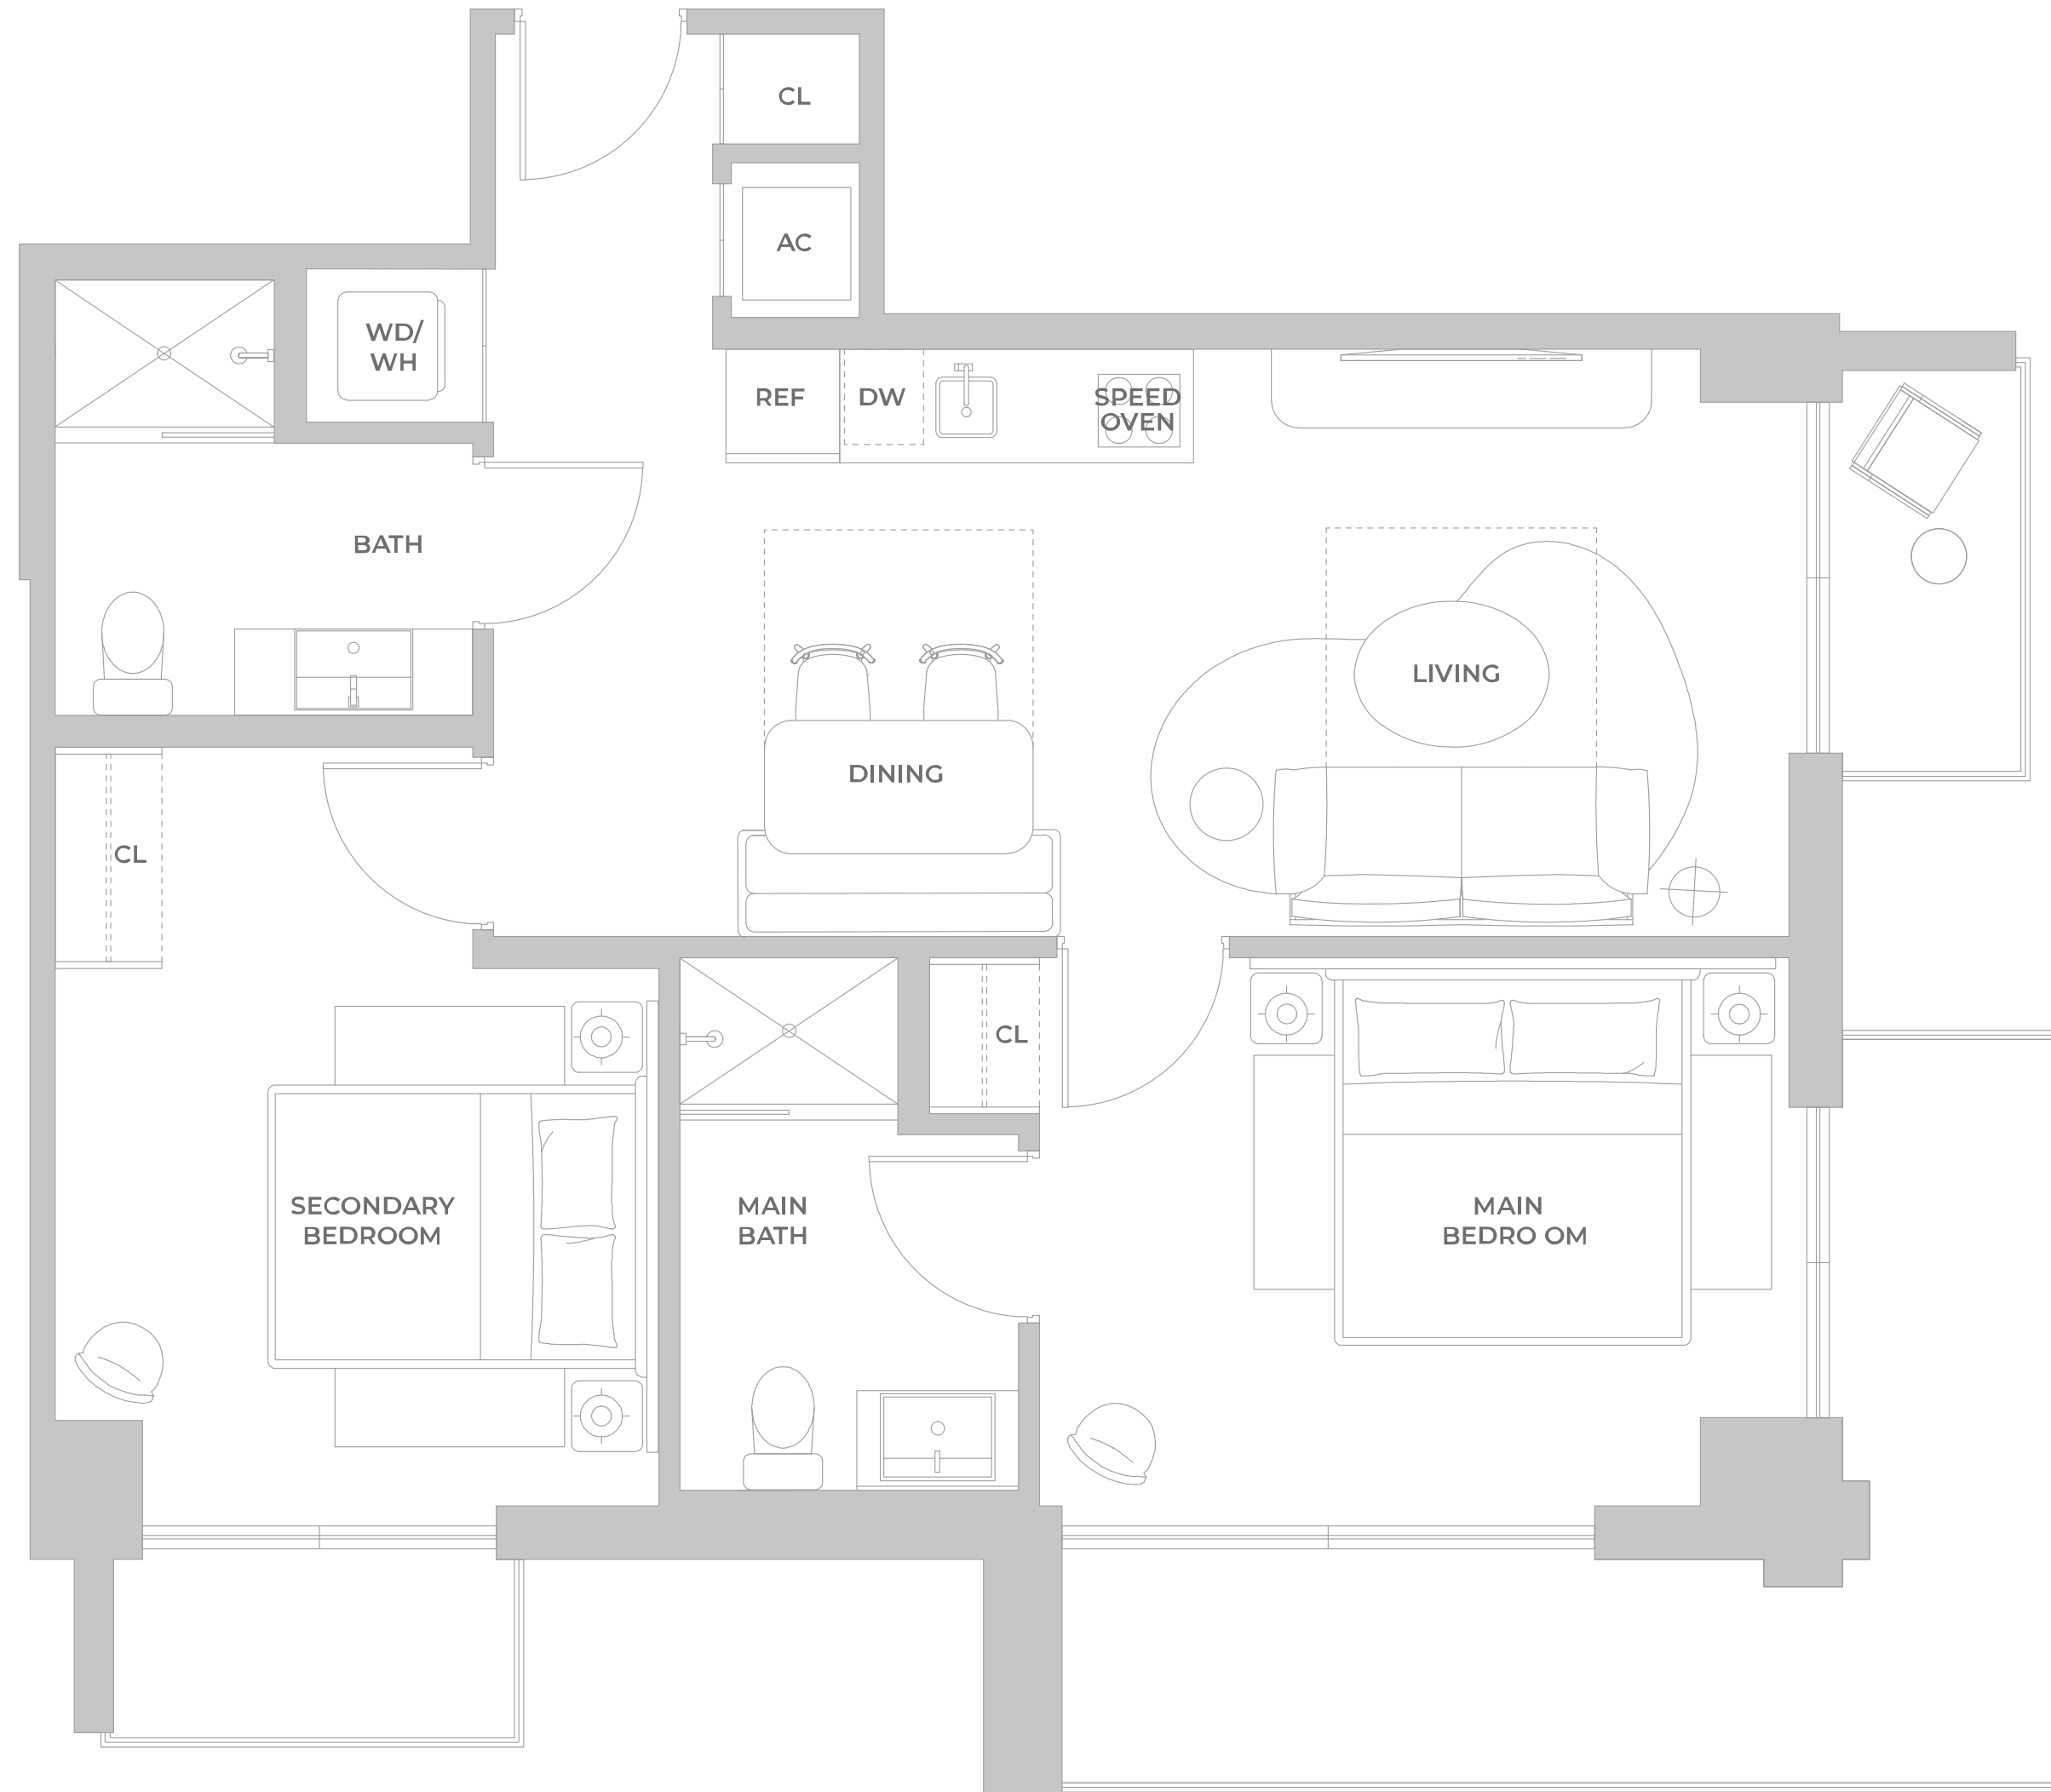 CL
AC
WD/
WH
REF
DW
SPEED
OVEN
BATH
LIVING
DINING
CL
CL
SECONDARY
BEDROOM
MAIN
BATH
MAIN
BEDRO OM